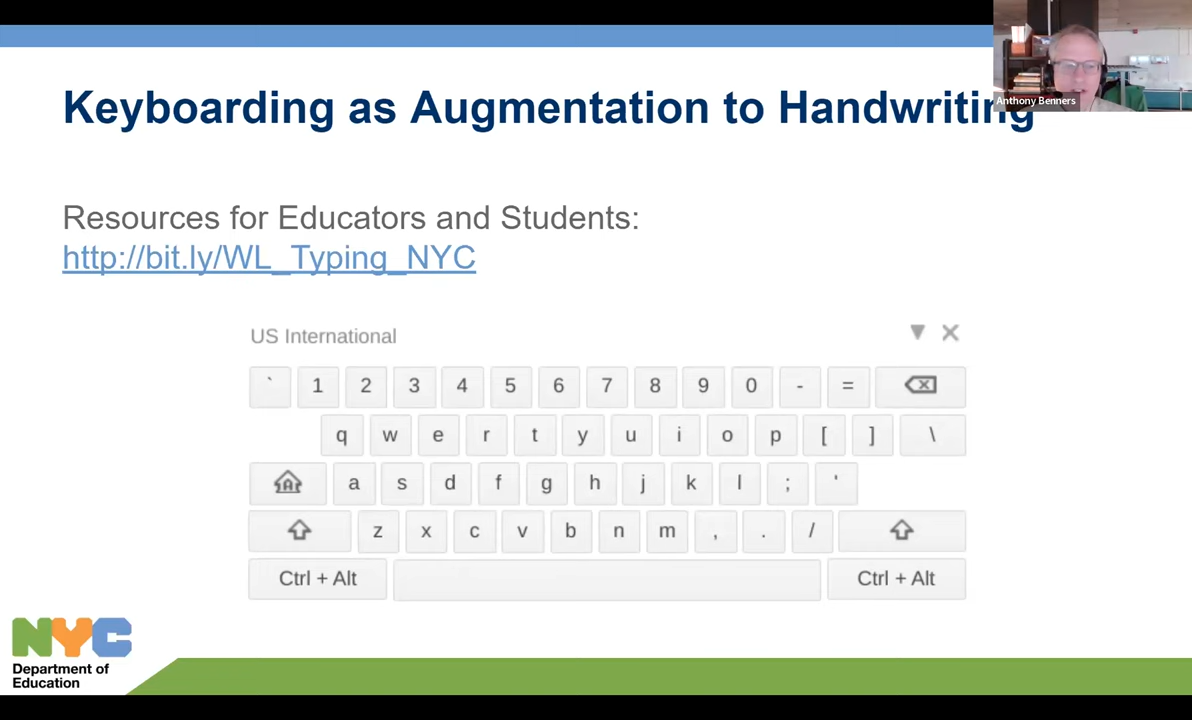 Anthony Benners
Keyboarding as Augmentation to Handwriting
Resources for Educators and Students:
http://bit.ly/WL_Typing_NYC
US International
` 1 2 3 4 5 6 7 8 9 0 - =
q w e r t y u i o p [ ] \
a s d f g h j k l ; '
z x c v b n m , . /
Ctrl + Alt Ctrl + Alt
NYC
Department of
Education